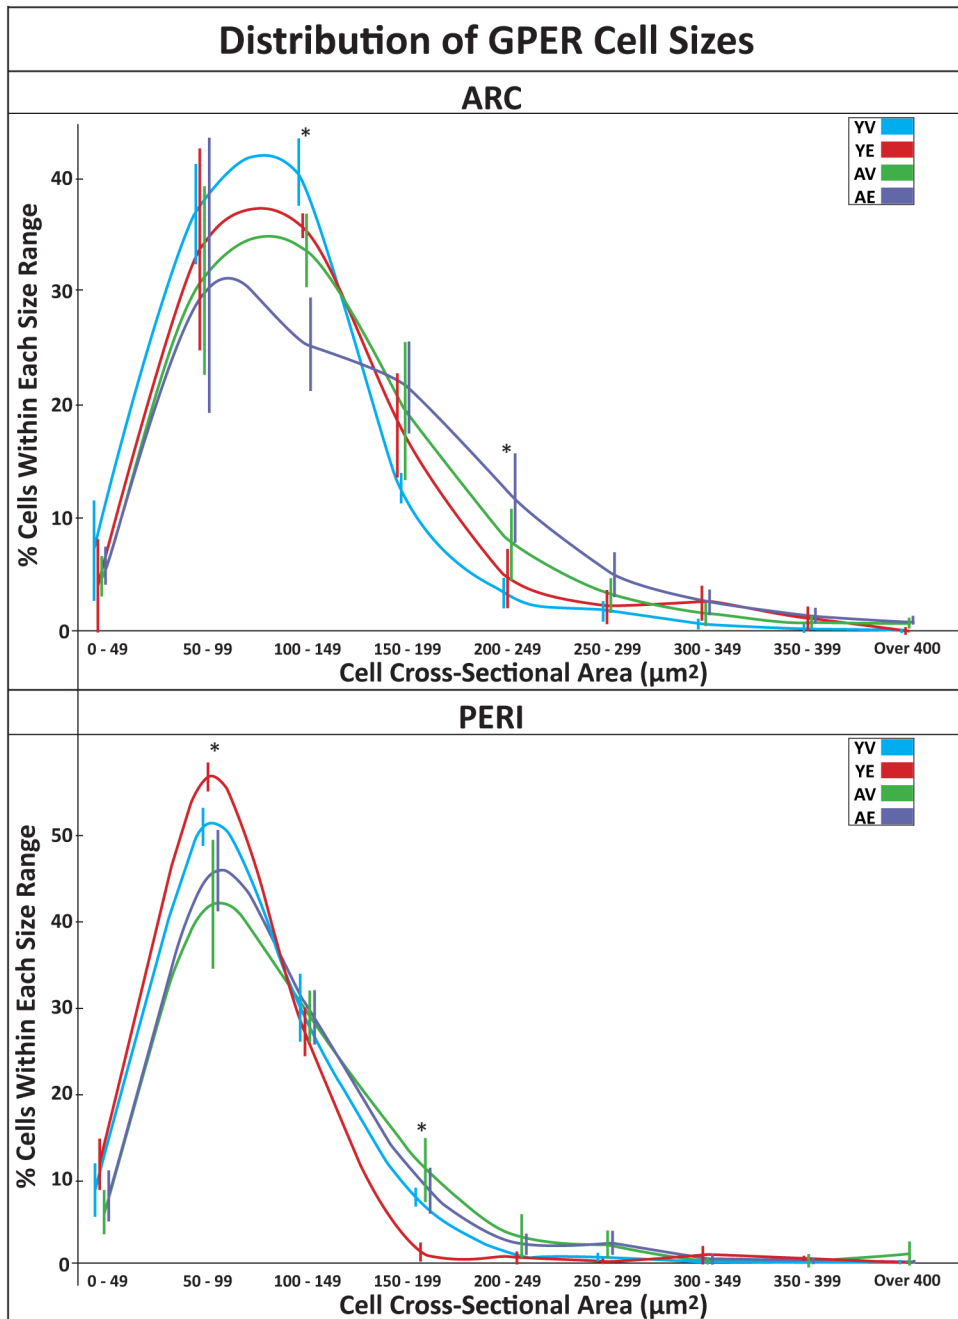 Distribution of GPER Cell Sizes
ARC
*
YV
YE
AV
AE
% Cells Within Each Size Range
40
30
20
10
0
*
0 - 49 50 - 99 100 - 149 150 - 199 200 - 249 250 - 299 300 - 349 350 - 399 Over 400
Cell Cross-Sectional Area (µm2)
PERI
*
YV
YE
AV
AE
% Cells Within Each Size Range
50
40
30
20
10
0
*
0 - 49 50 - 99 100 - 149 150 - 199 200 - 249 250 - 299 300 - 349 350 - 399 Over 400
Cell Cross-Sectional Area (µm2)